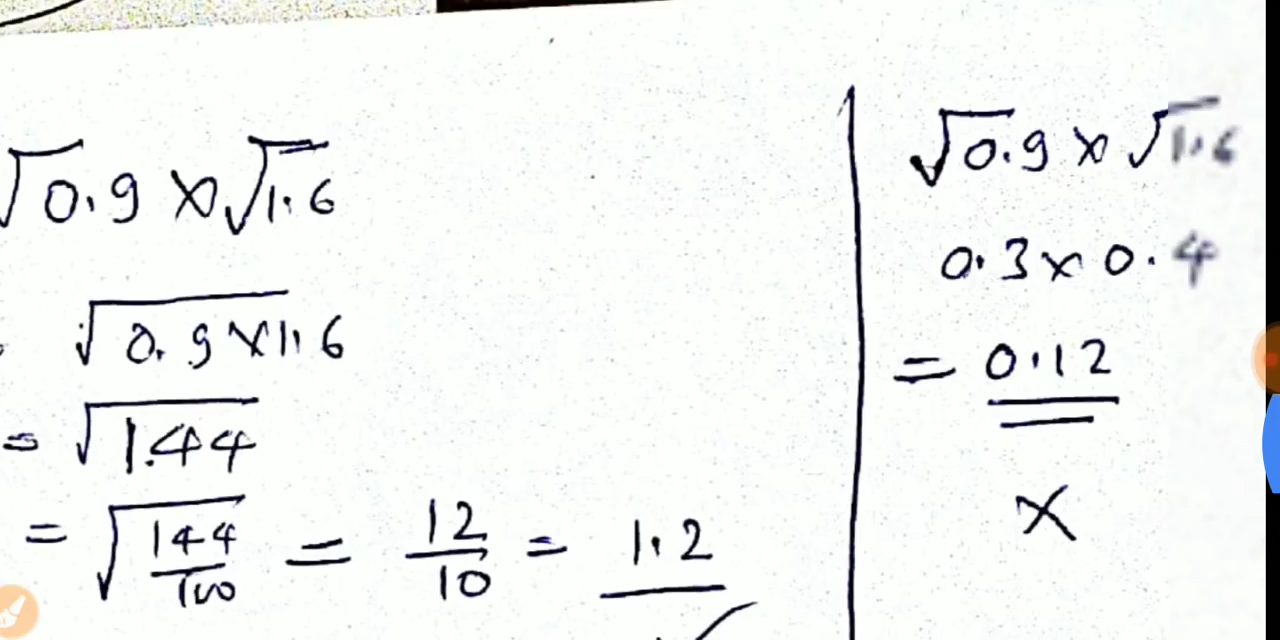 √0.9 × √1.6
√0.9×1.6
= √1.44
= √144/100 = 12/10 = 1.2
√0.9 × √1.6
0.3 × 0.4
= 0.12
×